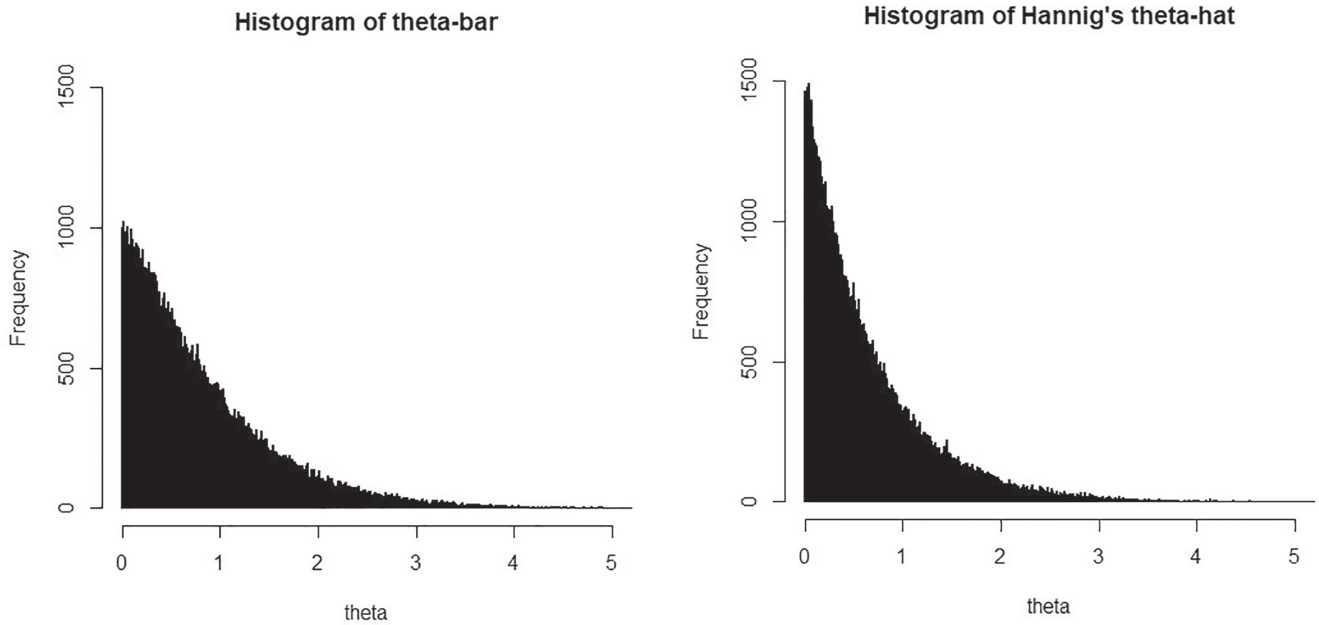 Histogram of theta-bar
Frequency
1500
1000
500
0
0 1 2 3 4 5
theta
Histogram of Hannig's theta-hat
Frequency
1500
1000
500
0
0 1 2 3 4 5
theta